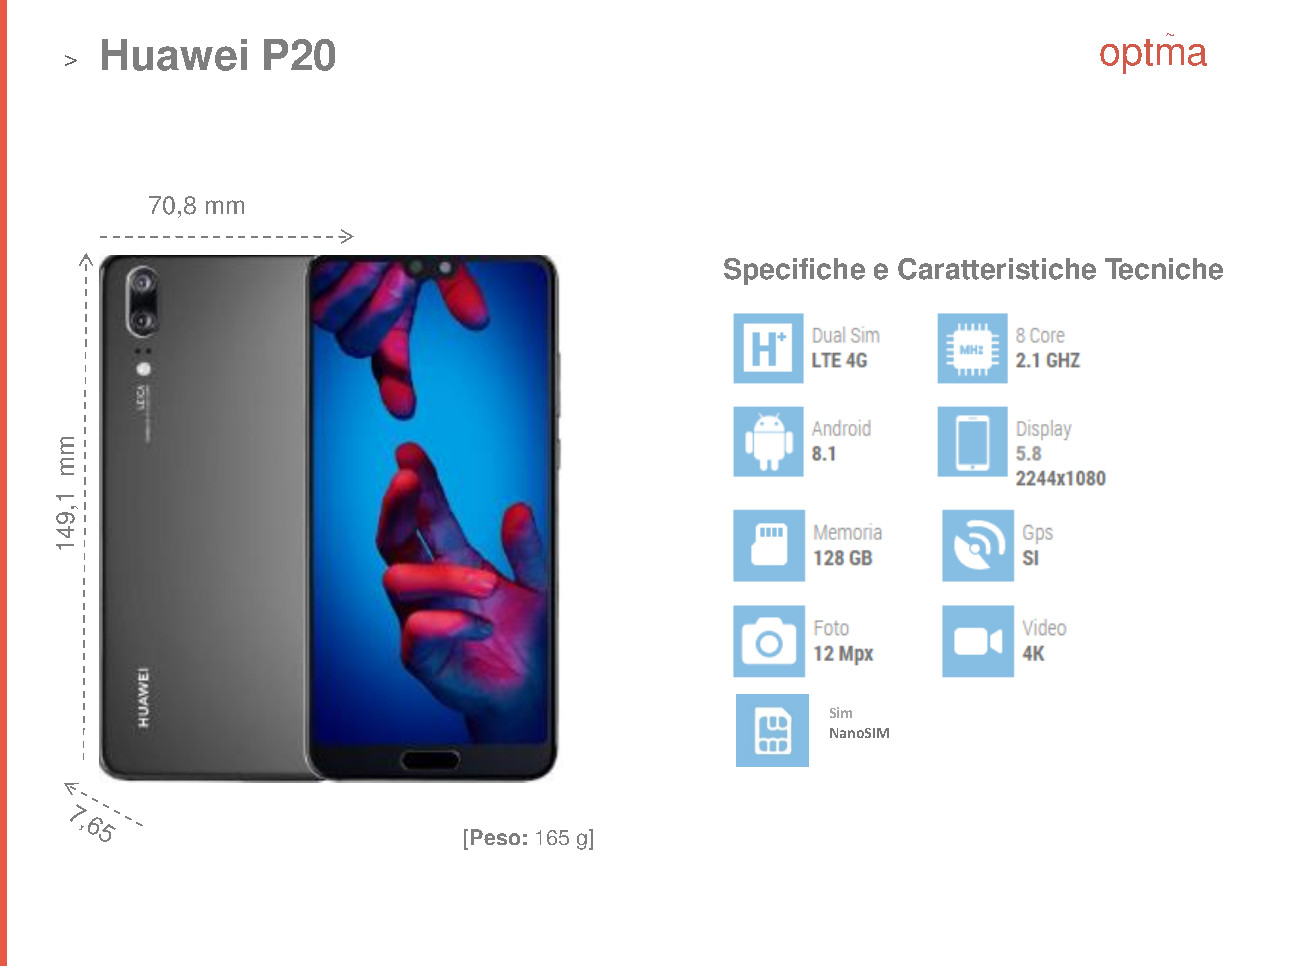 > Huawei P20
optma
70,8 mm
149,1 mm
7,65
LEICA
HUAWEI
[Peso: 165 g]
Specifiche e Caratteristiche Tecniche
H+
Dual Sim
LTE 4G
MHz
8 Core
2.1 GHZ
Android
8.1
Display
5.8
2244x1080
Memoria
128 GB
Gps
SI
Foto
12 Mpx
Video
4K
Sim
NanoSIM